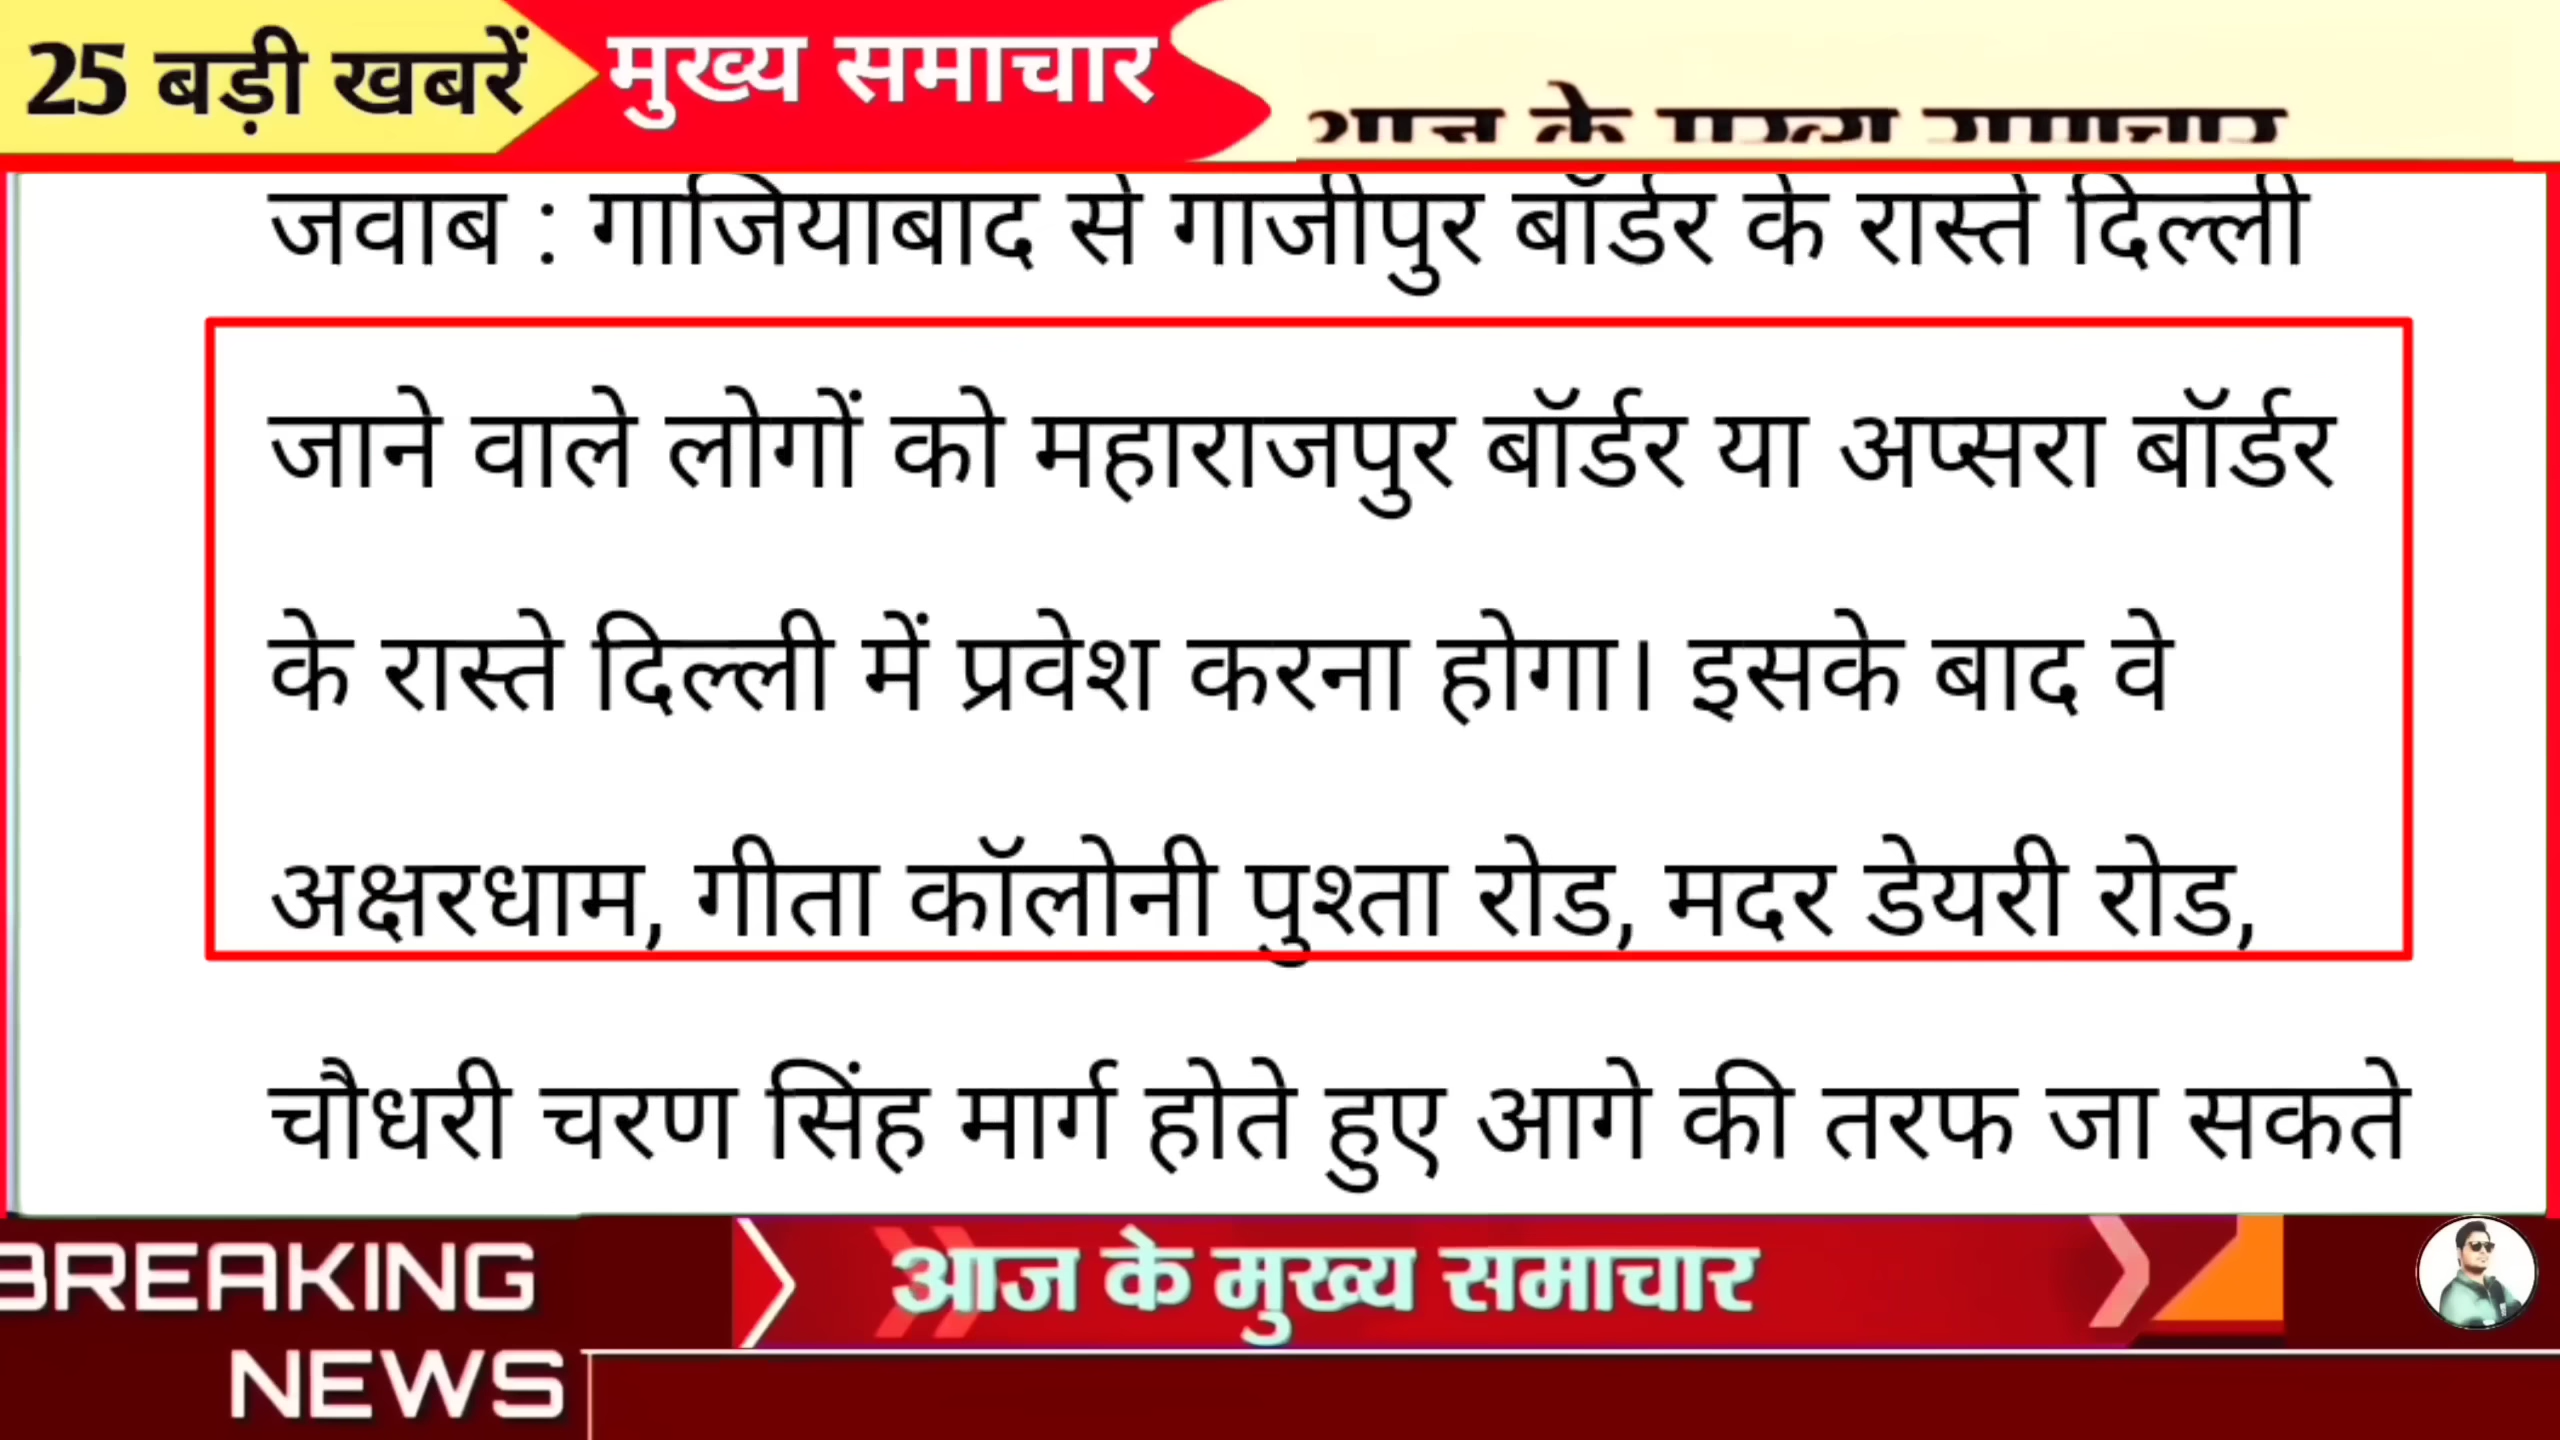 25 बड़ी खबरें
मुख्य समाचार
जवाब : गाजियाबाद से गाजीपुर बॉर्डर के रास्ते दिल्ली
जाने वाले लोगों को महाराजपुर बॉर्डर या अप्सरा बॉर्डर
के रास्ते दिल्ली में प्रवेश करना होगा। इसके बाद वे
अक्षरधाम, गीता कॉलोनी पुश्ता रोड, मदर डेयरी रोड,
चौधरी चरण सिंह मार्ग होते हुए आगे की तरफ जा सकते
BREAKING
NEWS
आज के मुख्य समाचार